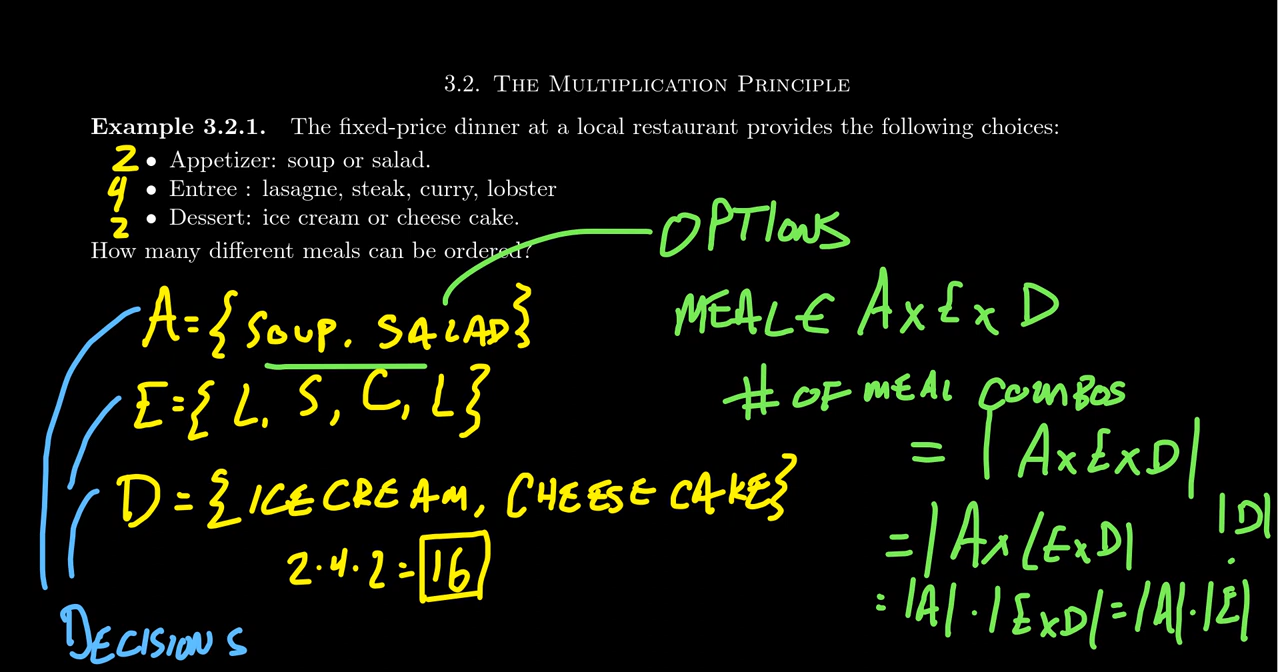 3.2. The Multiplication Principle
Example 3.2.1. The fixed-price dinner at a local restaurant provides the following choices:
2 • Appetizer: soup or salad.
4 • Entree : lasagne, steak, curry, lobster
2 • Dessert: ice cream or cheese cake.
How many different meals can be ordered?
OPTIONS
A={SOUP, SALAD}
E={L, S, C, L}
D={ICE CREAM, CHEESE CAKE}
2·4·2=16
DECISIONS
MEAL ∈ A×E×D
# OF MEAL COMBOS
= |A×E×D|
= |A×(E×D|
= |A|·|E×D|=|A|·|E|
·
|D|